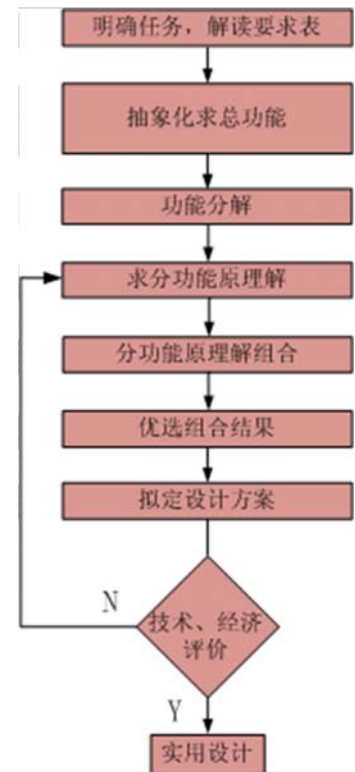 明确任务，解读要求表
抽象化求总功能
功能分解
求分功能原理解
分功能原理解组合
优选组合结果
拟定设计方案
N
技术、经济
评价
Y
实用设计